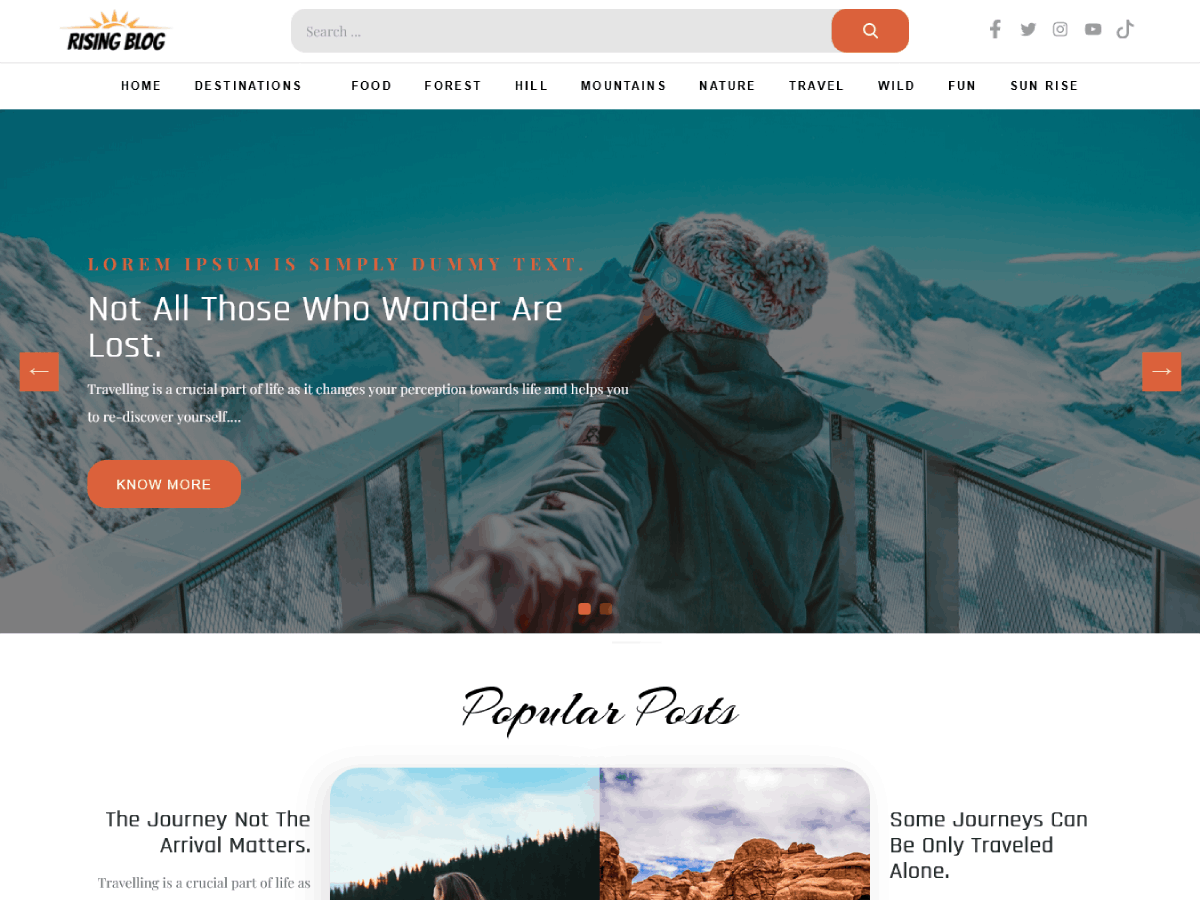 RISING BLOG
Search ...
HOME
DESTINATIONS
FOOD
FOREST
HILL
MOUNTAINS
NATURE
TRAVEL
WILD
FUN
SUN RISE
LOREM IPSUM IS SIMPLY DUMMY TEXT.
Not All Those Who Wander Are
Lost.
Travelling is a crucial part of life as it changes your perception towards life and helps you
to re-discover yourself....
KNOW MORE
Popular Posts
The Journey Not The
Arrival Matters.
Travelling is a crucial part of life as
Some Journeys Can
Be Only Traveled
Alone.